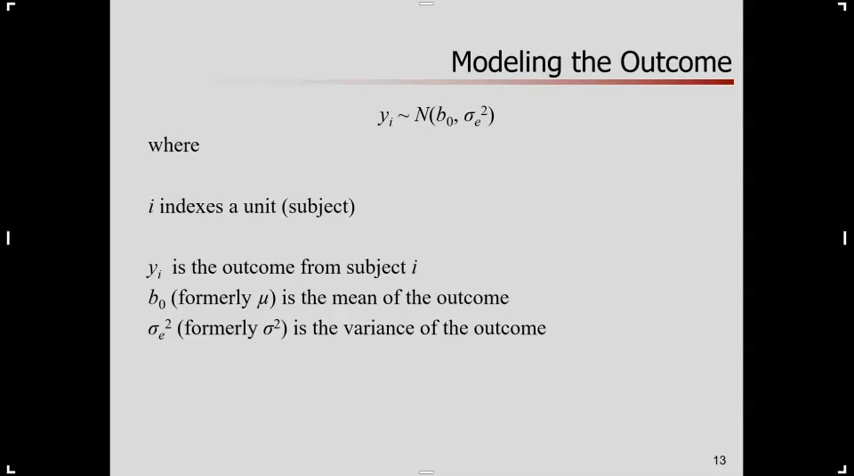 Modeling the Outcome
yᵢ ~ N(b₀, σₑ²)
where
i indexes a unit (subject)
yᵢ is the outcome from subject i
b₀ (formerly μ) is the mean of the outcome
σₑ² (formerly σ²) is the variance of the outcome
13